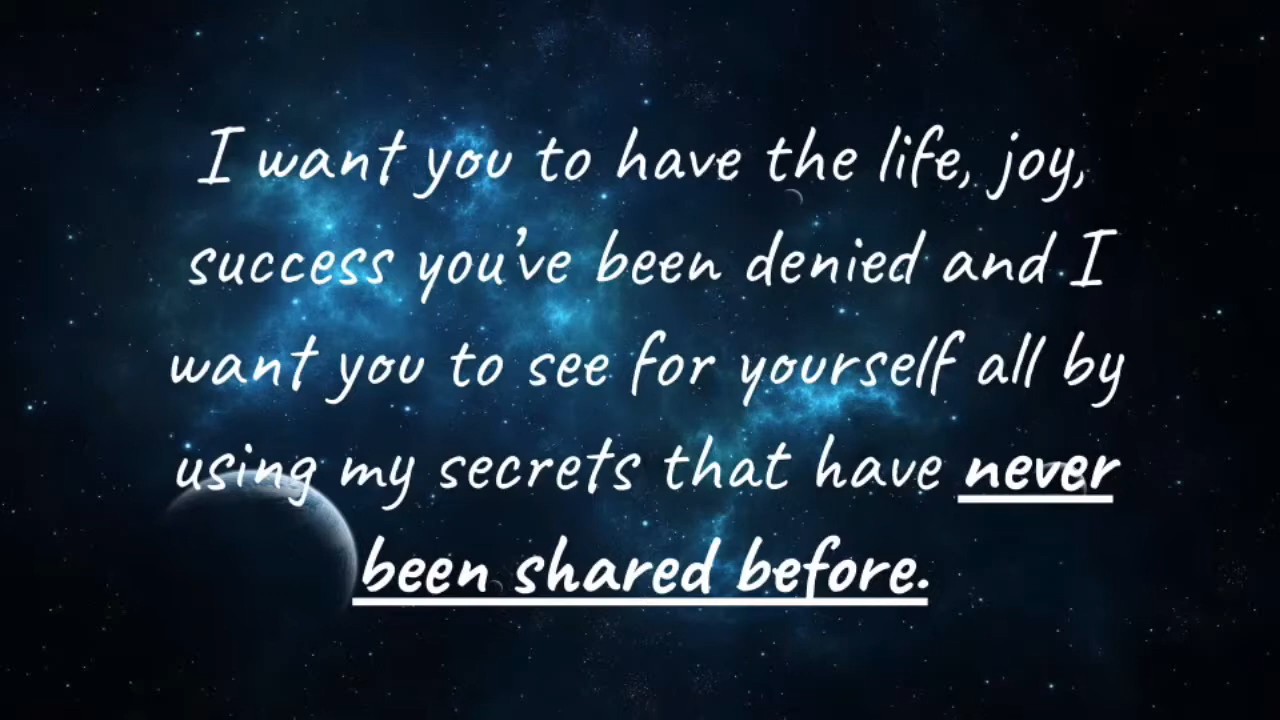 I want you to have the life, joy,
success you've been denied and I
want you to see for yourself all by
using my secrets that have never
been shared before.